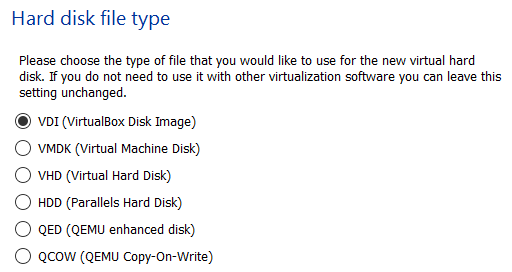 Hard disk file type
Please choose the type of file that you would like to use for the new virtual hard
disk. If you do not need to use it with other virtualization software you can leave this
setting unchanged.
VDI (VirtualBox Disk Image)
VMDK (Virtual Machine Disk)
VHD (Virtual Hard Disk)
HDD (Parallels Hard Disk)
QED (QEMU enhanced disk)
QCOW (QEMU Copy-On-Write)